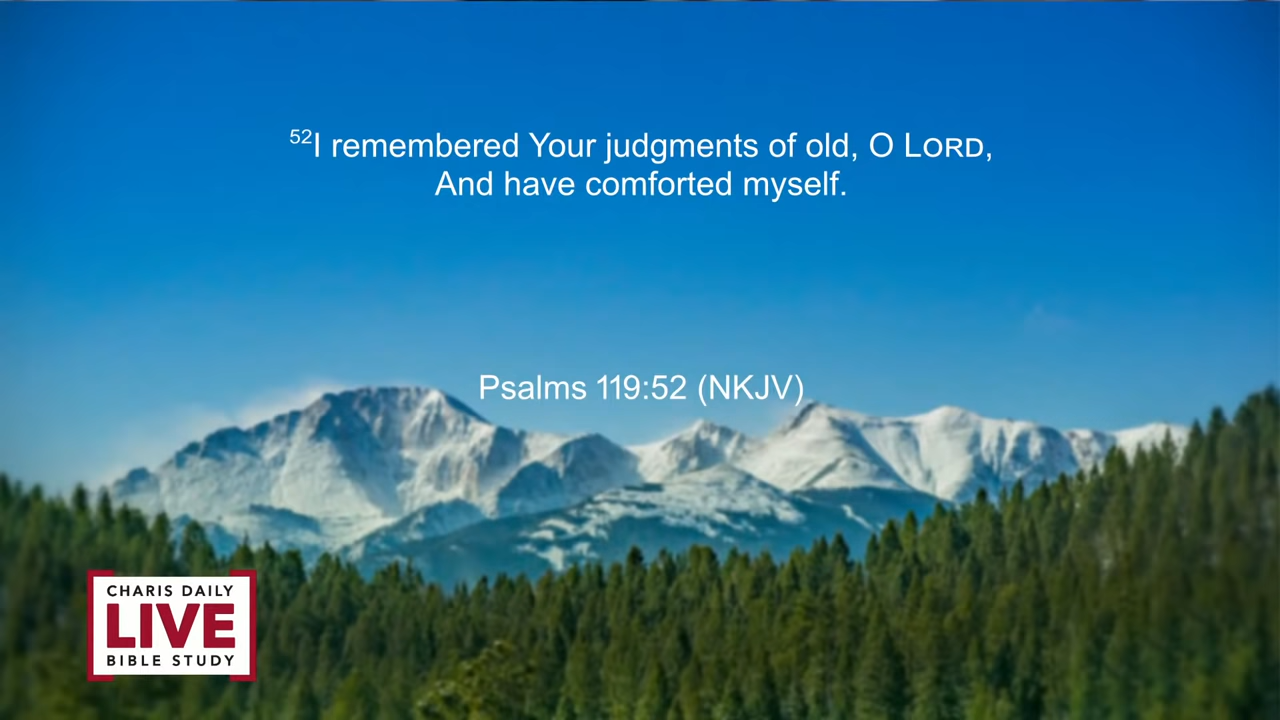 52I remembered Your judgments of old, O LORD,
And have comforted myself.
Psalms 119:52 (NKJV)
CHARIS DAILY
LIVE
BIBLE STUDY